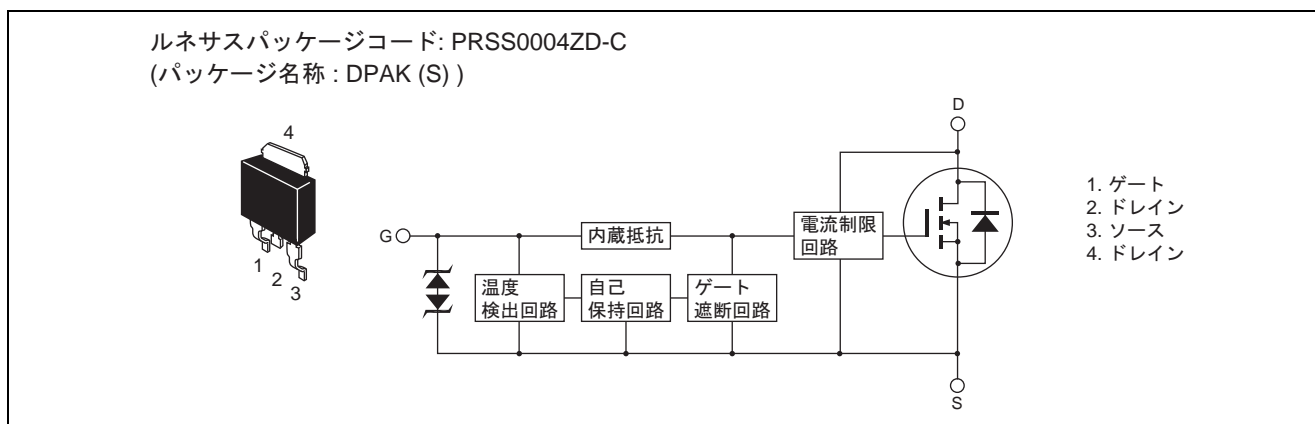 ルネサスパッケージコード: PRSS0004ZD-C
(パッケージ名称 : DPAK (S) )
4
1
2
3
G
内蔵抵抗
温度
検出回路
自己
保持回路
ゲート
遮断回路
電流制限
回路
D
S
1. ゲート
2. ドレイン
3. ソース
4. ドレイン